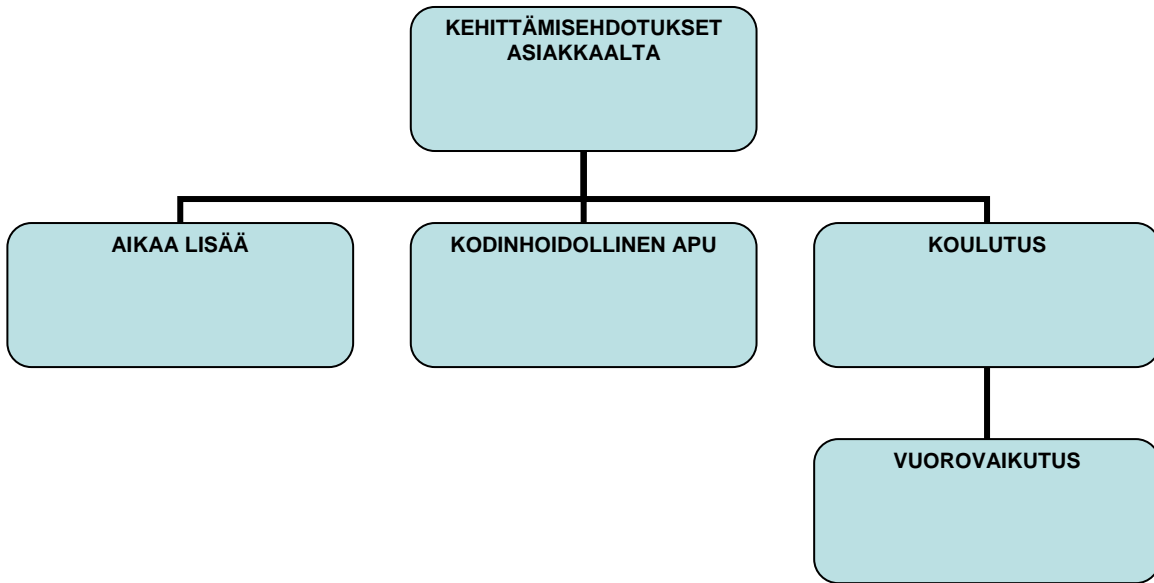 KEHITTÄMISEHDOTUKSET
ASIAKKAALTA
AIKAA LISÄÄ
KODINHOIDOLLINEN APU
KOULUTUS
VUOROVAIKUTUS